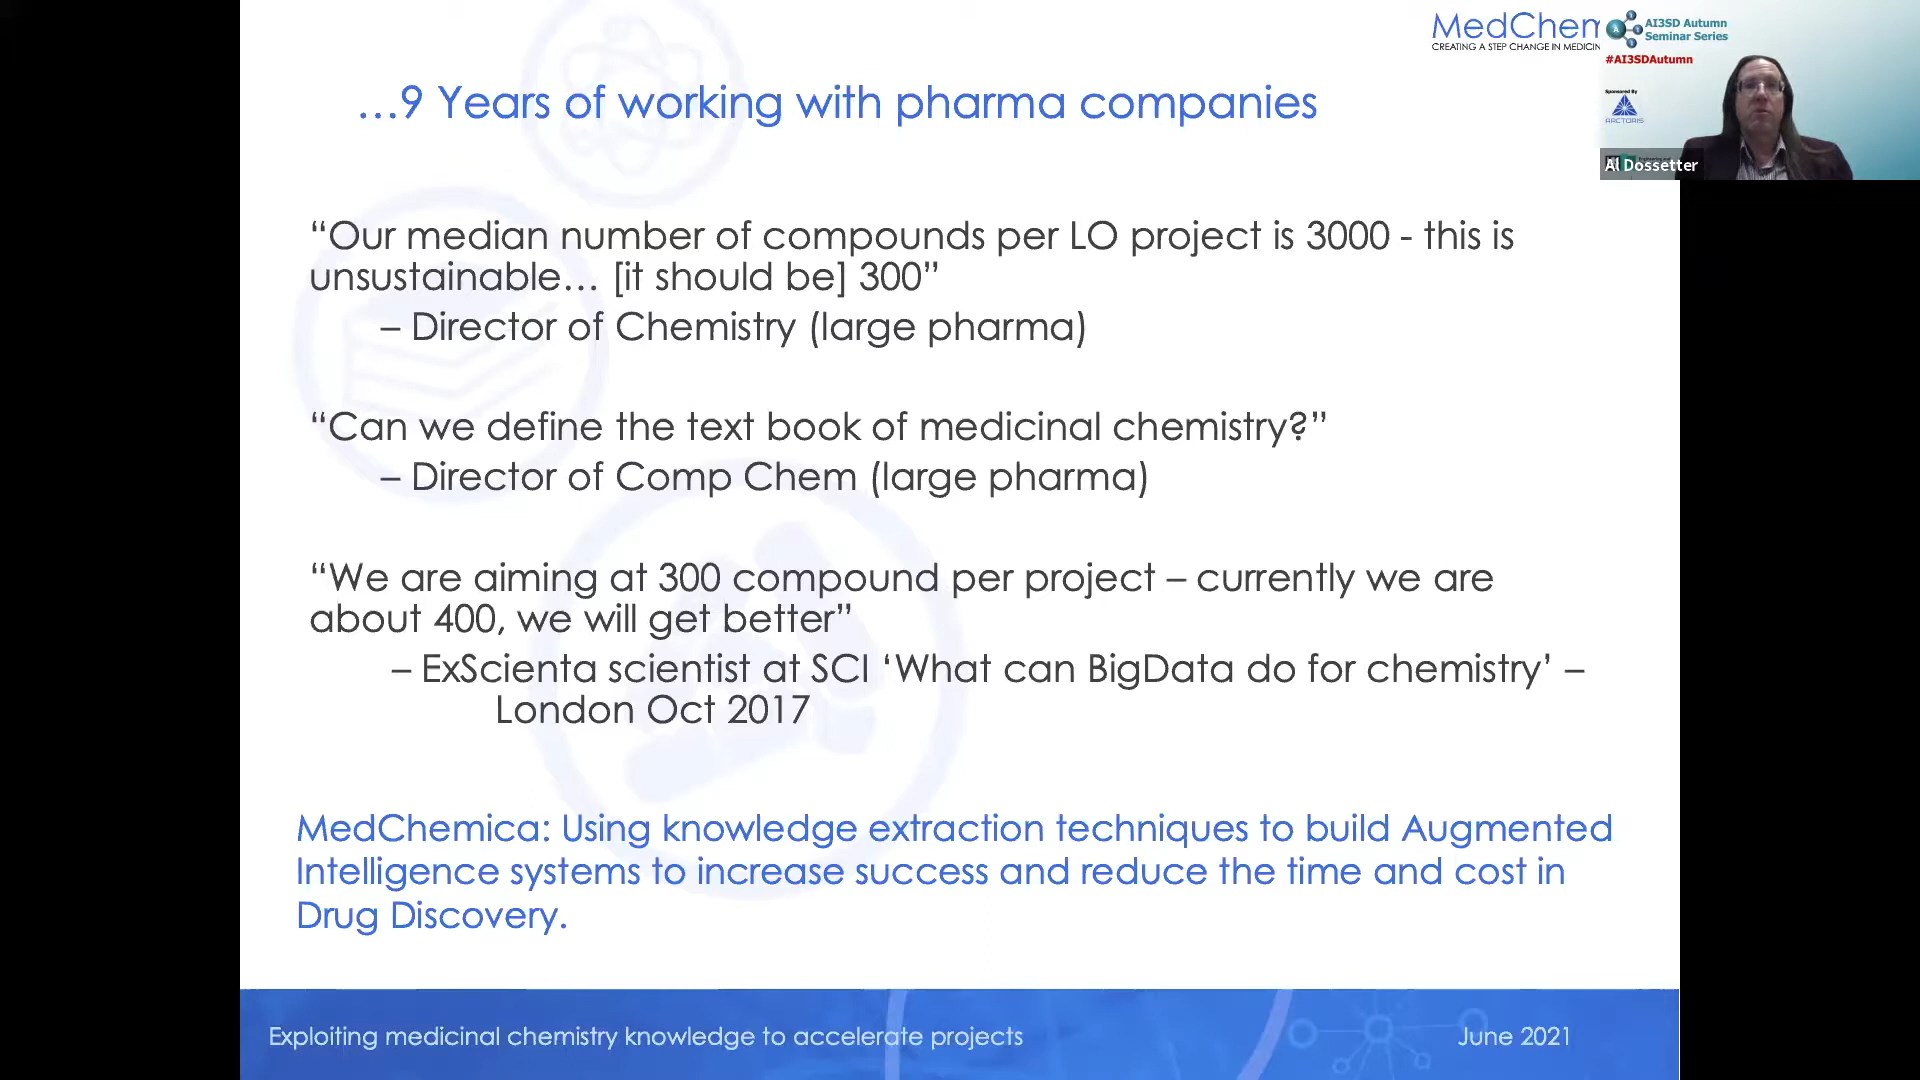 MedChem
CREATING A STEP CHANGE IN MEDICIN
AI3SD Autumn
Seminar Series
#AI3SDAutumn
Sponsored By
ARCTORIS
Al Dossetter
…9 Years of working with pharma companies
“Our median number of compounds per LO project is 3000 - this is
unsustainable… [it should be] 300”
– Director of Chemistry (large pharma)
“Can we define the text book of medicinal chemistry?”
– Director of Comp Chem (large pharma)
“We are aiming at 300 compound per project – currently we are
about 400, we will get better”
– ExScienta scientist at SCI ‘What can BigData do for chemistry’ –
London Oct 2017
MedChemica: Using knowledge extraction techniques to build Augmented
Intelligence systems to increase success and reduce the time and cost in
Drug Discovery.
Exploiting medicinal chemistry knowledge to accelerate projects
June 2021